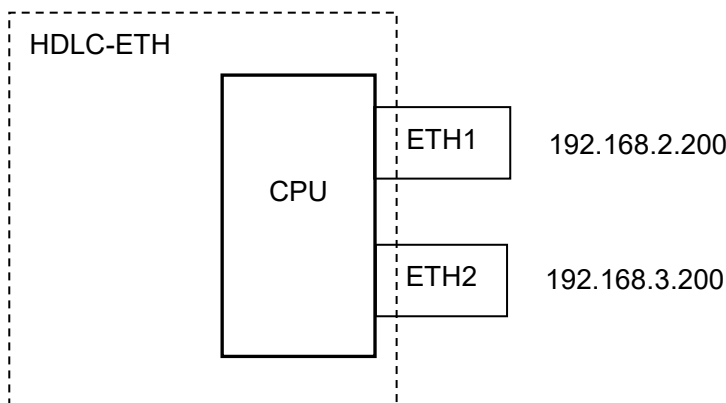 HDLC-ETH
ETH1
192.168.2.200
CPU
ETH2
192.168.3.200